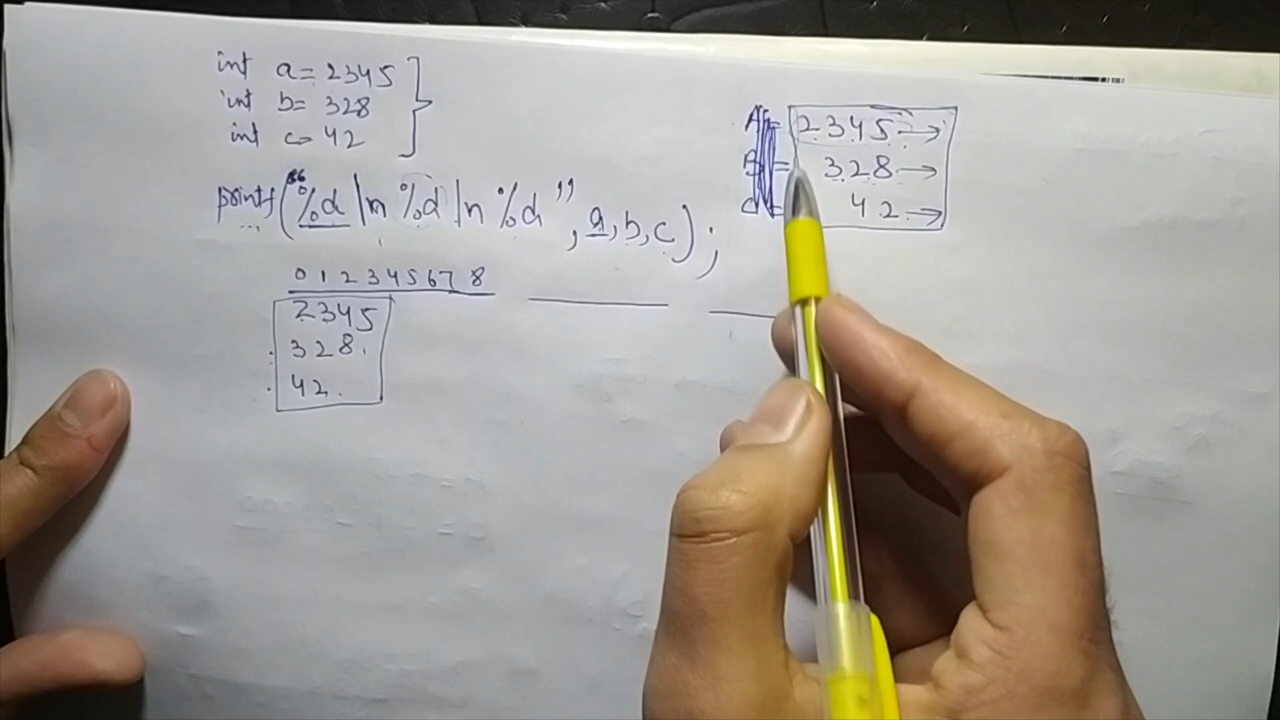 int a= 2345
int b= 328
int c= 42
printf("%d \n %d \n %d", a, b, c);
0 1 2 3 4 5 6 7 8
2345
328
42
2345
328
42